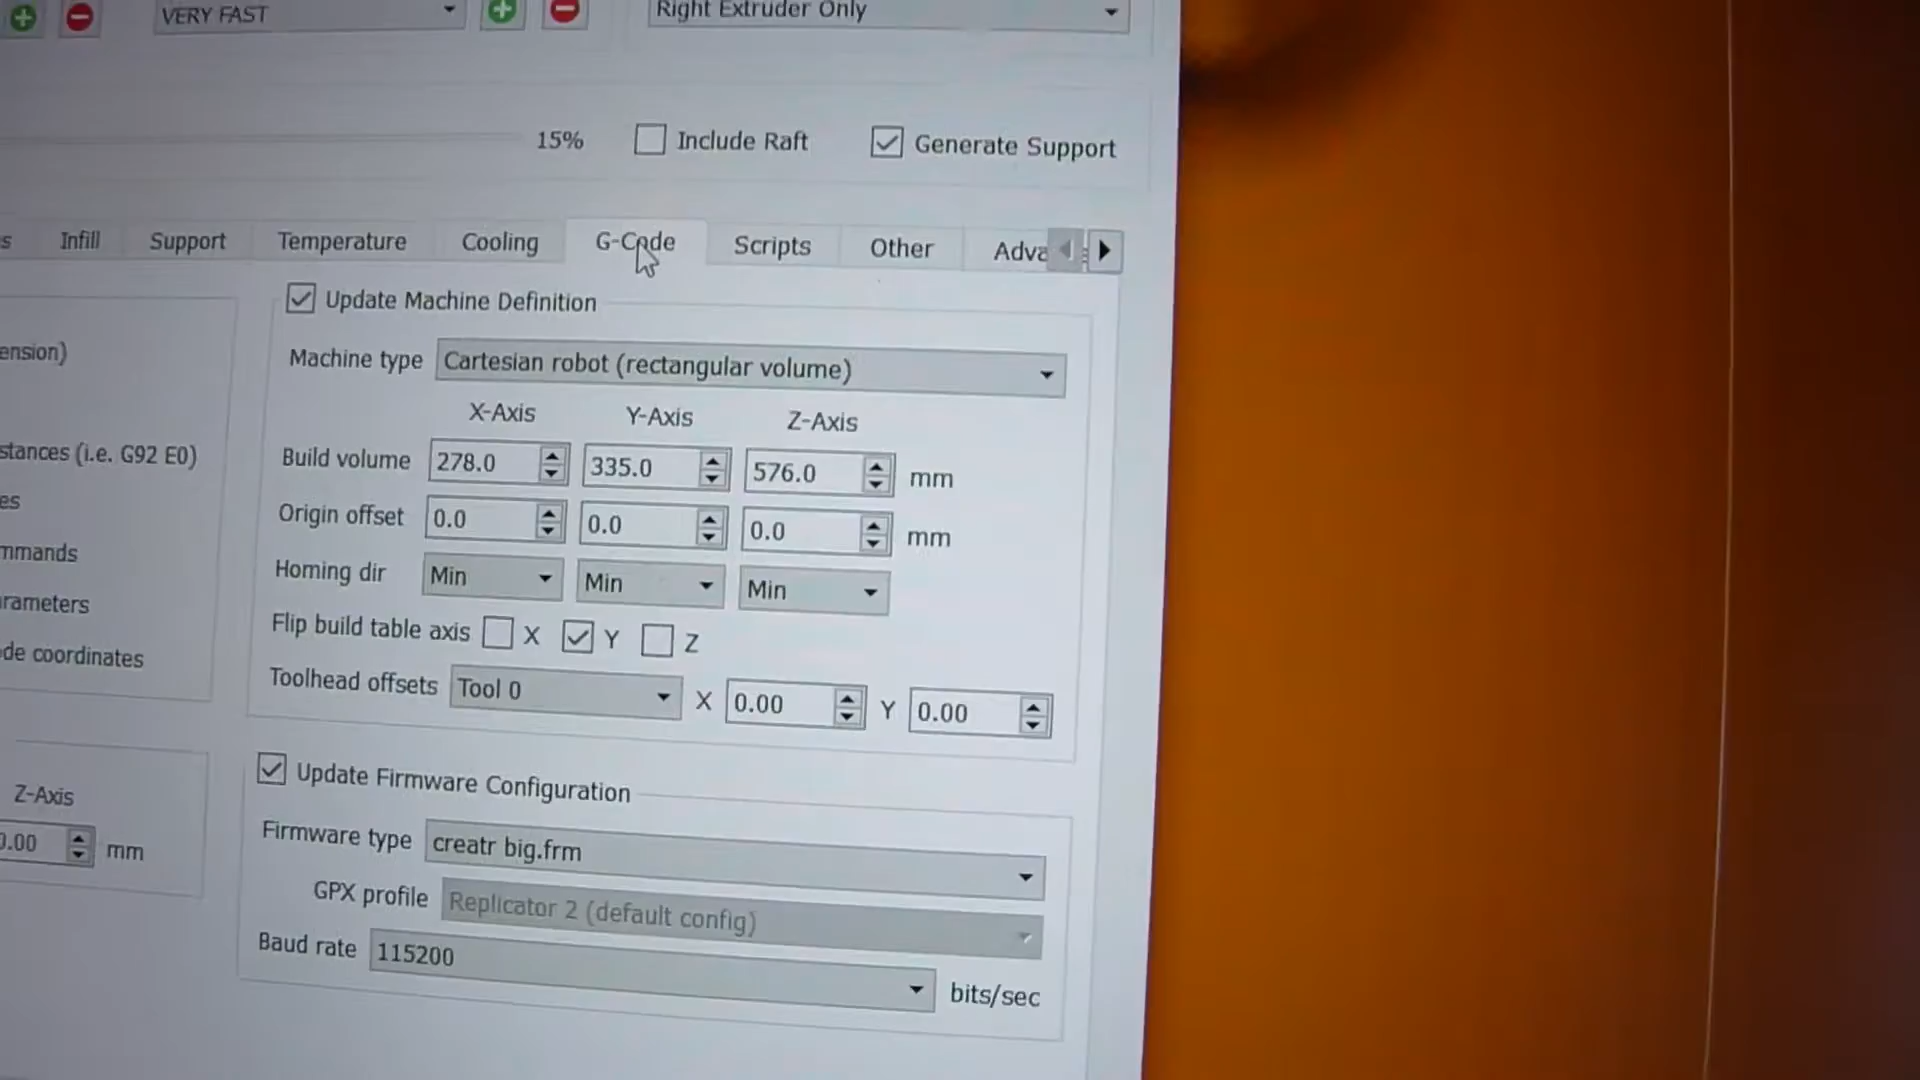 VERY FAST
Right Extruder Only
15%
Include Raft
Generate Support
s
Infill
Support
Temperature
Cooling
G-Code
Scripts
Other
Adva
Update Machine Definition
ension)
Machine type Cartesian robot (rectangular volume)
X-Axis Y-Axis Z-Axis
stances (i.e. G92 E0)
Build volume 278.0 335.0 576.0 mm
es
Origin offset 0.0 0.0 0.0 mm
mmands
Homing dir Min Min Min
rameters
Flip build table axis X Y Z
de coordinates
Toolhead offsets Tool 0 X 0.00 Y 0.00
Update Firmware Configuration
Z-Axis
0.00 mm
Firmware type creatr big.frm
GPX profile Replicator 2 (default config)
Baud rate 115200 bits/sec